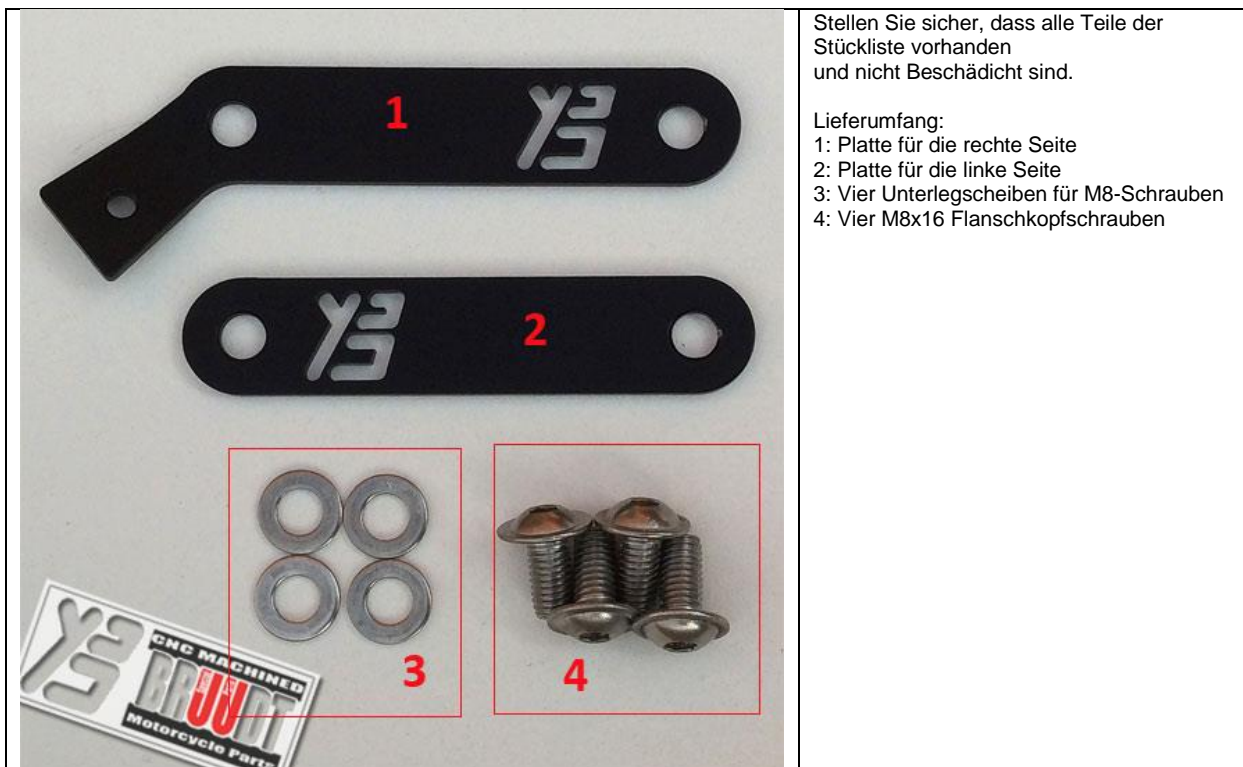 1
2
3
4
CNC MACHINED
BRUUDT
Motorcycle Parts
Stellen Sie sicher, dass alle Teile der
Stückliste vorhanden
und nicht Beschädicht sind.
Lieferumfang:
1: Platte für die rechte Seite
2: Platte für die linke Seite
3: Vier Unterlegscheiben für M8-Schrauben
4: Vier M8x16 Flanschkopfschrauben